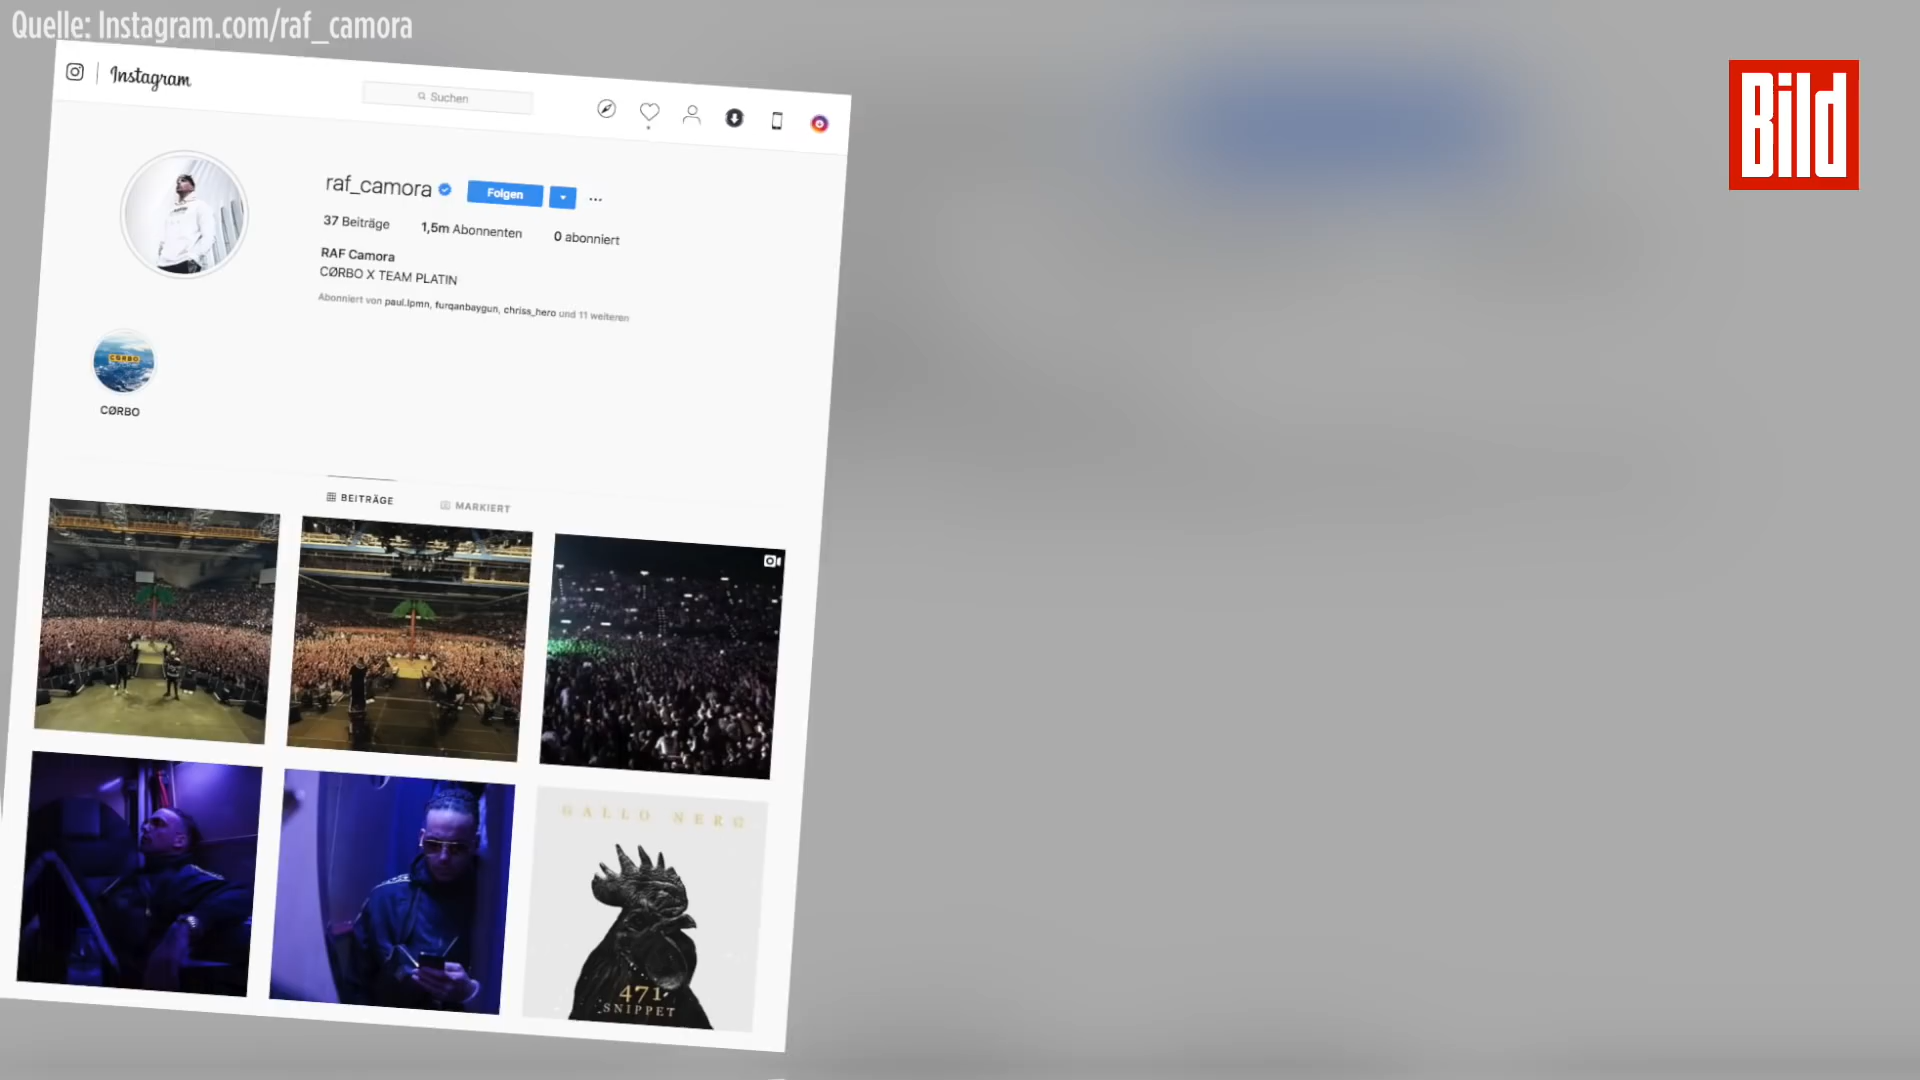 Quelle: Instagram.com/raf_camora
Instagram
Suchen
Bild
raf_camora
Folgen
37 Beiträge 1,5m Abonnenten 0 abonniert
RAF Camora
CØRBO X TEAM PLATIN
Abonniert von paul.lpmn, furqanbaygun, chriss_hero und 11 weiteren
CØRBO
CØRBO
BEITRÄGE MARKIERT
GALLO NERO
471
SNIPPET